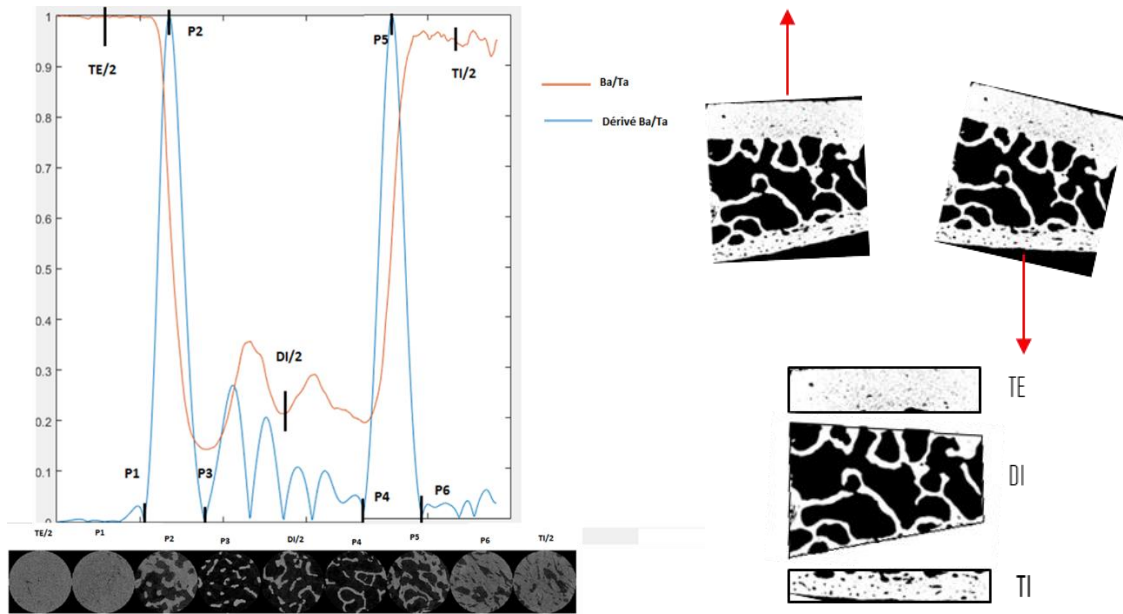 1
0.9
0.8
0.7
0.6
0.5
0.4
0.3
0.2
0.1
0
TE/2
P2
P5
TI/2
DI/2
P1
P3
P4
P6
Ba/Ta
Dérivé Ba/Ta
TE/2 P1 P2 P3 DI/2 P4 P5 P6 TI/2
TE
DI
TI